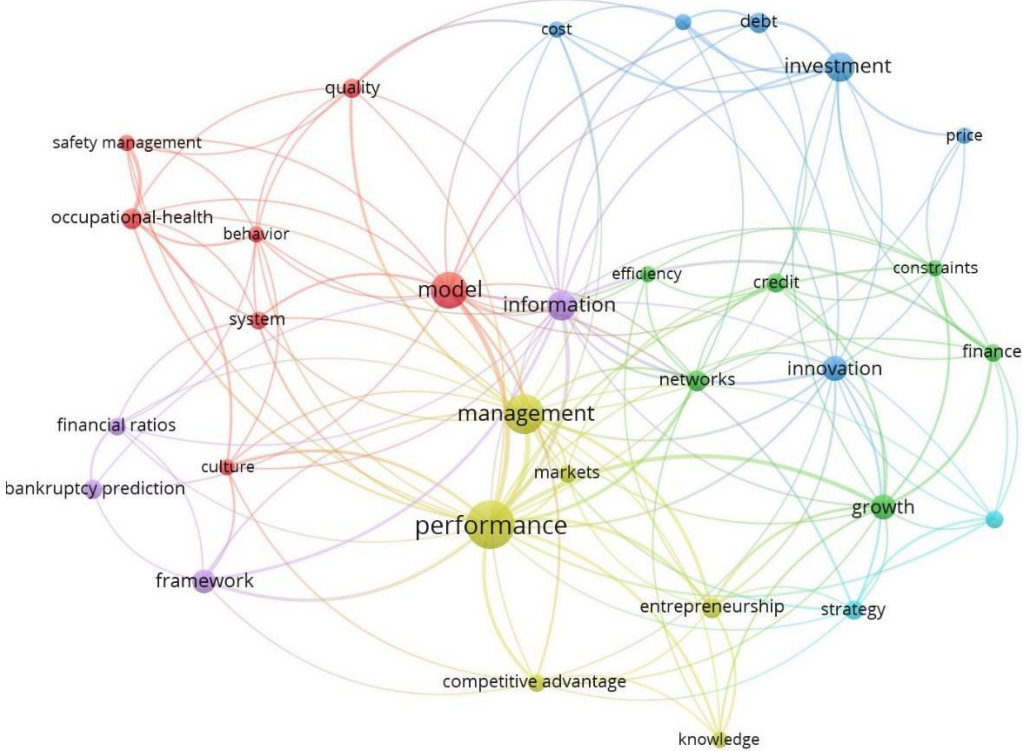 cost
debt
investment
quality
safety management
price
occupational-health
behavior
efficiency
credit
constraints
model
information
system
finance
networks
innovation
financial ratios
management
culture
markets
bankruptcy prediction
performance
growth
framework
entrepreneurship
strategy
competitive advantage
knowledge